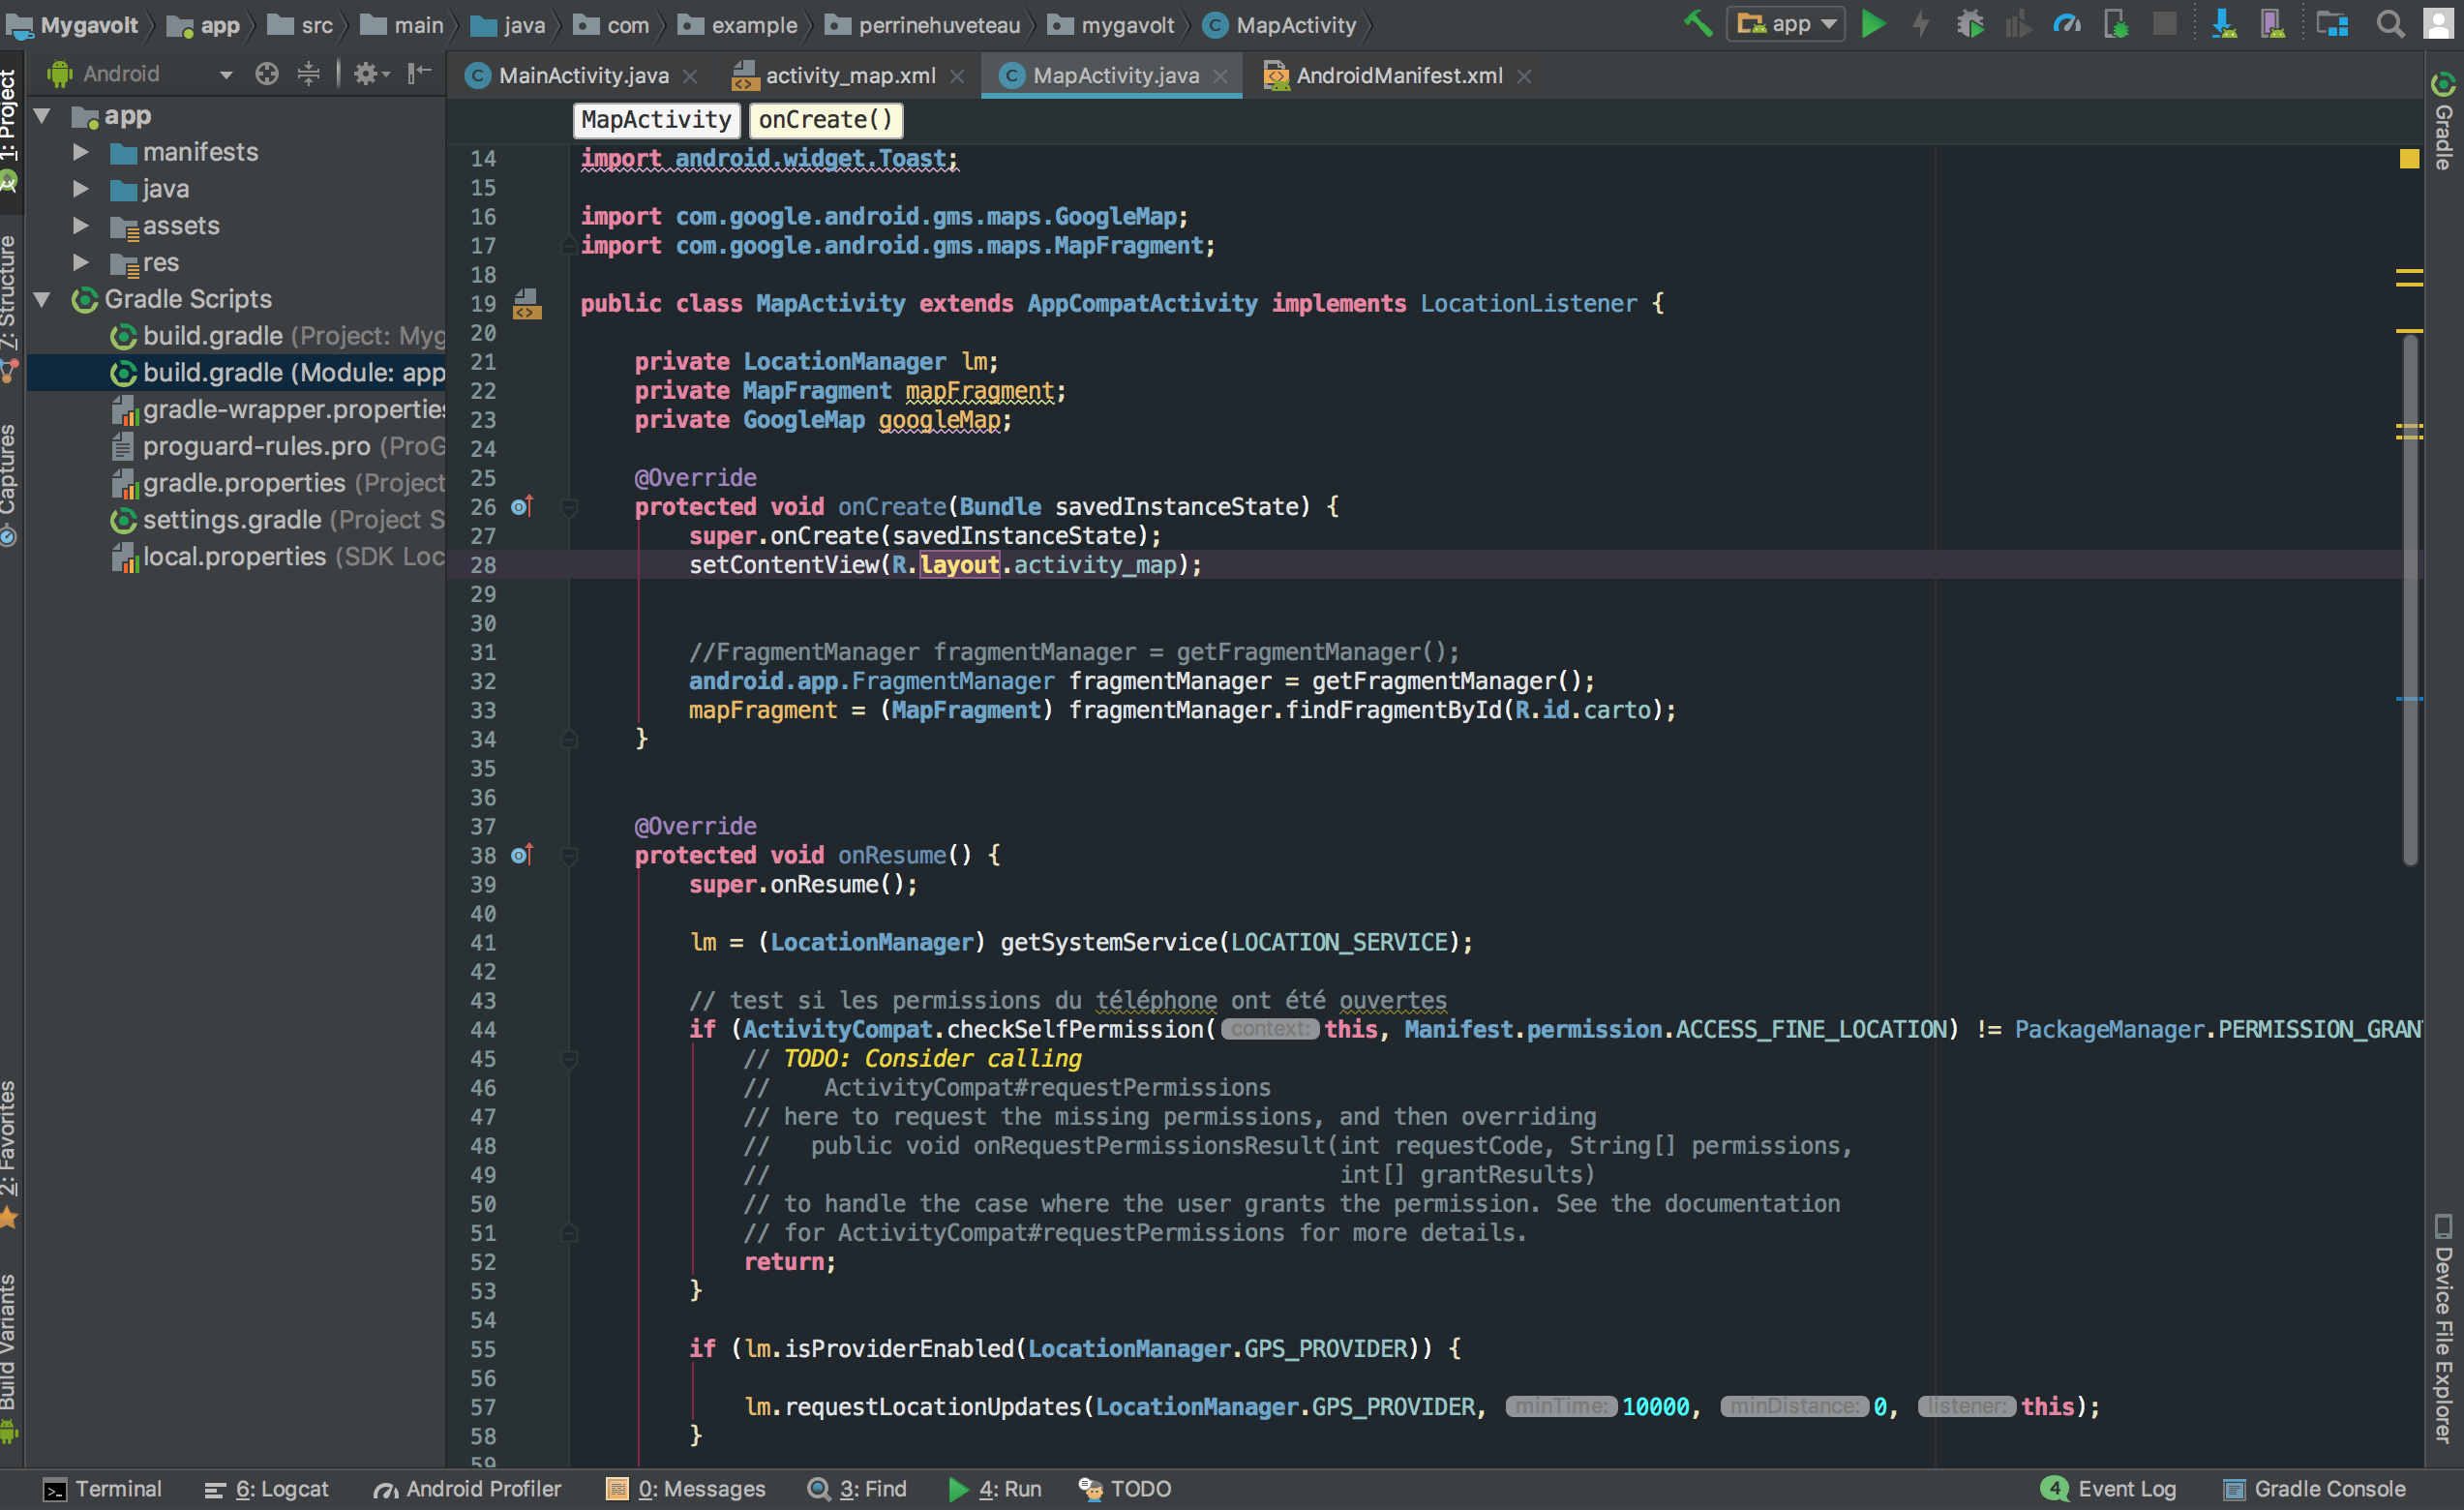 Mygavolt app src main java com example perrinehuveteau mygavolt MapActivity app
Android
MainActivity.java activity_map.xml MapActivity.java AndroidManifest.xml
MapActivity onCreate()
1: Project
7: Structure
Captures
2: Favorites
Build Variants
app
manifests
java
assets
res
Gradle Scripts
build.gradle (Project: Myg
build.gradle (Module: app
gradle-wrapper.properties
proguard-rules.pro (ProG
gradle.properties (Project
settings.gradle (Project S
local.properties (SDK Loc
14 import android.widget.Toast;
15
16 import com.google.android.gms.maps.GoogleMap;
17 import com.google.android.gms.maps.MapFragment;
18
19 public class MapActivity extends AppCompatActivity implements LocationListener {
20
21 private LocationManager lm;
22 private MapFragment mapFragment;
23 private GoogleMap googleMap;
24
25 @Override
26 protected void onCreate(Bundle savedInstanceState) {
27 super.onCreate(savedInstanceState);
28 setContentView(R.layout.activity_map);
29
30
31 //FragmentManager fragmentManager = getFragmentManager();
32 android.app.FragmentManager fragmentManager = getFragmentManager();
33 mapFragment = (MapFragment) fragmentManager.findFragmentById(R.id.carto);
34 }
35
36
37 @Override
38 protected void onResume() {
39 super.onResume();
40
41 lm = (LocationManager) getSystemService(LOCATION_SERVICE);
42
43 // test si les permissions du téléphone ont été ouvertes
44 if (ActivityCompat.checkSelfPermission( context: this, Manifest.permission.ACCESS_FINE_LOCATION) != PackageManager.PERMISSION_GRAN
45 // TODO: Consider calling
46 // ActivityCompat#requestPermissions
47 // here to request the missing permissions, and then overriding
48 // public void onRequestPermissionsResult(int requestCode, String[] permissions,
49 // int[] grantResults)
50 // to handle the case where the user grants the permission. See the documentation
51 // for ActivityCompat#requestPermissions for more details.
52 return;
53 }
54
55 if (lm.isProviderEnabled(LocationManager.GPS_PROVIDER)) {
56
57 lm.requestLocationUpdates(LocationManager.GPS_PROVIDER, minTime: 10000, minDistance: 0, listener: this);
58 }
59
Gradle
Device File Explorer
Terminal 6: Logcat Android Profiler 0: Messages 3: Find 4: Run TODO 4 Event Log Gradle Console